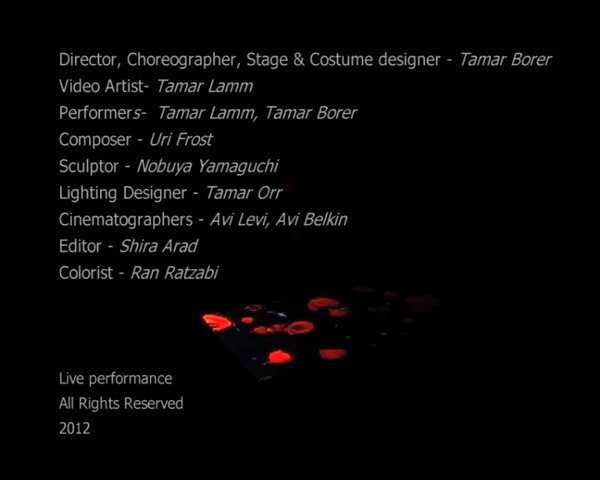 Director, Choreographer, Stage & Costume designer - Tamar Borer
Video Artist- Tamar Lamm
Performers- Tamar Lamm, Tamar Borer
Composer - Uri Frost
Sculptor - Nobuya Yamaguchi
Lighting Designer - Tamar Orr
Cinematographers - Avi Levi, Avi Belkin
Editor - Shira Arad
Colorist - Ran Ratzabi
Live performance
All Rights Reserved
2012